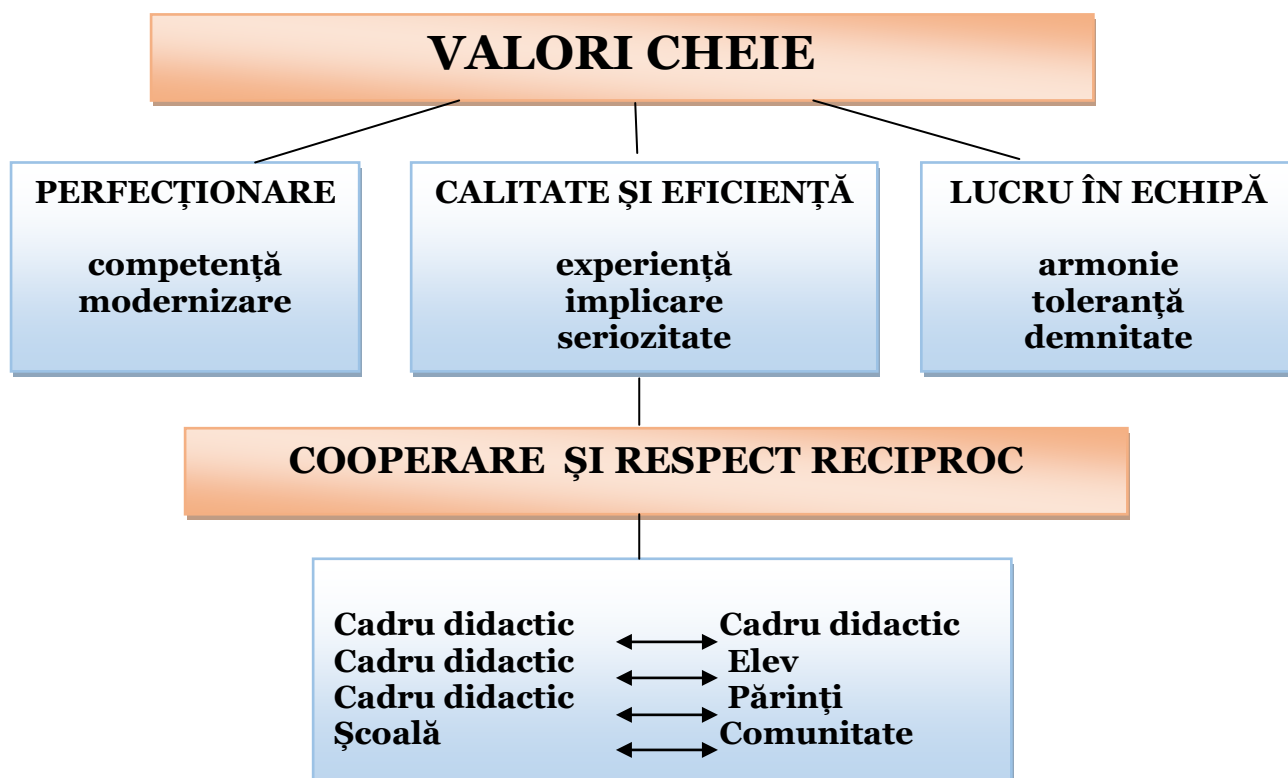 VALORI CHEIE
PERFECȚIONARE
competență
modernizare
CALITATE ȘI EFICIENȚĂ
experiență
implicare
seriozitate
LUCRU ÎN ECHIPĂ
armonie
toleranță
demnitate
COOPERARE ȘI RESPECT RECIPROC
Cadru didactic Cadru didactic
Cadru didactic Elev
Cadru didactic Părinți
Școală Comunitate